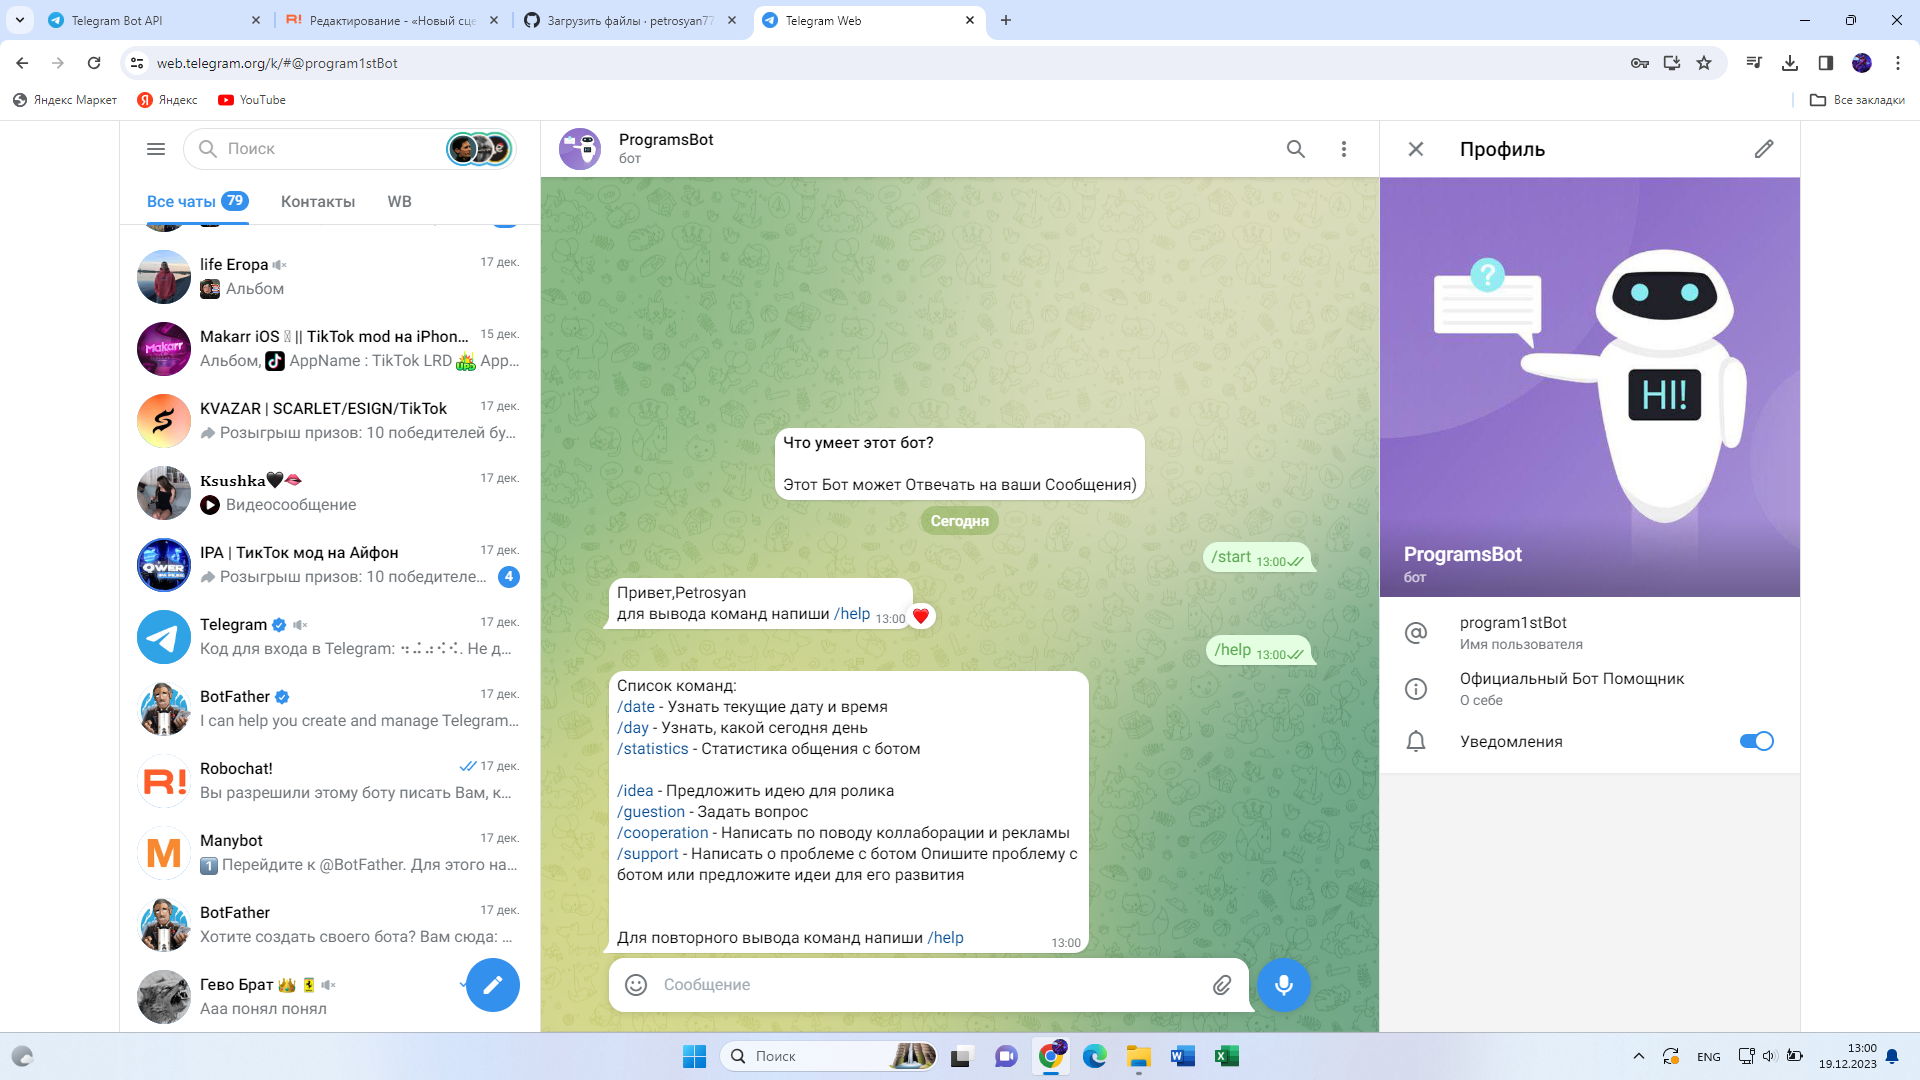 Telegram Bot API
Редактирование - «Новый сце
Загрузить файлы · petrosyan77
Telegram Web
web.telegram.org/k/#@program1stBot
Яндекс Маркет
Яндекс
YouTube
Все закладки
Поиск
Все чаты 79
Контакты
WB
life Егора
17 дек.
Альбом
Makarr iOS || TikTok mod на iPhon...
15 дек.
Альбом, AppName : TikTok LRD UPD App...
KVAZAR | SCARLET/ESIGN/TikTok
17 дек.
Розыгрыш призов: 10 победителей бу...
Ksushka🖤🫦
17 дек.
Видеосообщение
IPA | ТикТок мод на Айфон
17 дек.
Розыгрыш призов: 10 победителе...
4
Telegram
17 дек.
Код для входа в Telegram: . Не д...
BotFather
17 дек.
I can help you create and manage Telegram...
Robochat!
17 дек.
Вы разрешили этому боту писать Вам, к...
Manybot
17 дек.
1 Перейдите к @BotFather. Для этого на...
BotFather
17 дек.
Хотите создать своего бота? Вам сюда: ...
Гево Брат
Ааа понял понял
ProgramsBot
бот
Что умеет этот бот?
Этот Бот может Отвечать на ваши Сообщения)
Сегодня
/start 13:00
Привет,Petrosyan
для вывода команд напиши /help 13:00
/help 13:00
Список команд:
/date - Узнать текущие дату и время
/day - Узнать, какой сегодня день
/statistics - Статистика общения с ботом
/idea - Предложить идею для ролика
/guestion - Задать вопрос
/cooperation - Написать по поводу коллаборации и рекламы
/support - Написать о проблеме с ботом Опишите проблему с
ботом или предложите идеи для его развития
Для повторного вывода команд напиши /help
13:00
Сообщение
Профиль
?
HI!
ProgramsBot
бот
program1stBot
Имя пользователя
Официальный Бот Помощник
О себе
Уведомления
Поиск
ENG
13:00
19.12.2023